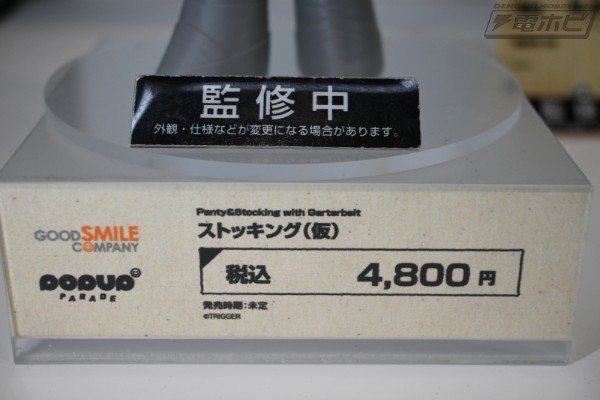 電ホビ
監修中
外観・仕様などが変更になる場合があります。
Panty&Stocking with Garterbelt
ストッキング(仮)
GOOD SMILE
COMPANY
POPUP
PARADE
税込 4,800円
発売時期:未定
©TRIGGER